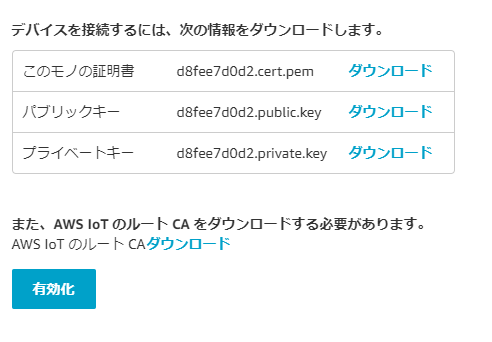 デバイスを接続するには、次の情報をダウンロードします。
このモノの証明書 d8fee7d0d2.cert.pem ダウンロード
パブリックキー d8fee7d0d2.public.key ダウンロード
プライベートキー d8fee7d0d2.private.key ダウンロード
また、AWS IoT のルート CA をダウンロードする必要があります。
AWS IoT のルート CAダウンロード
有効化